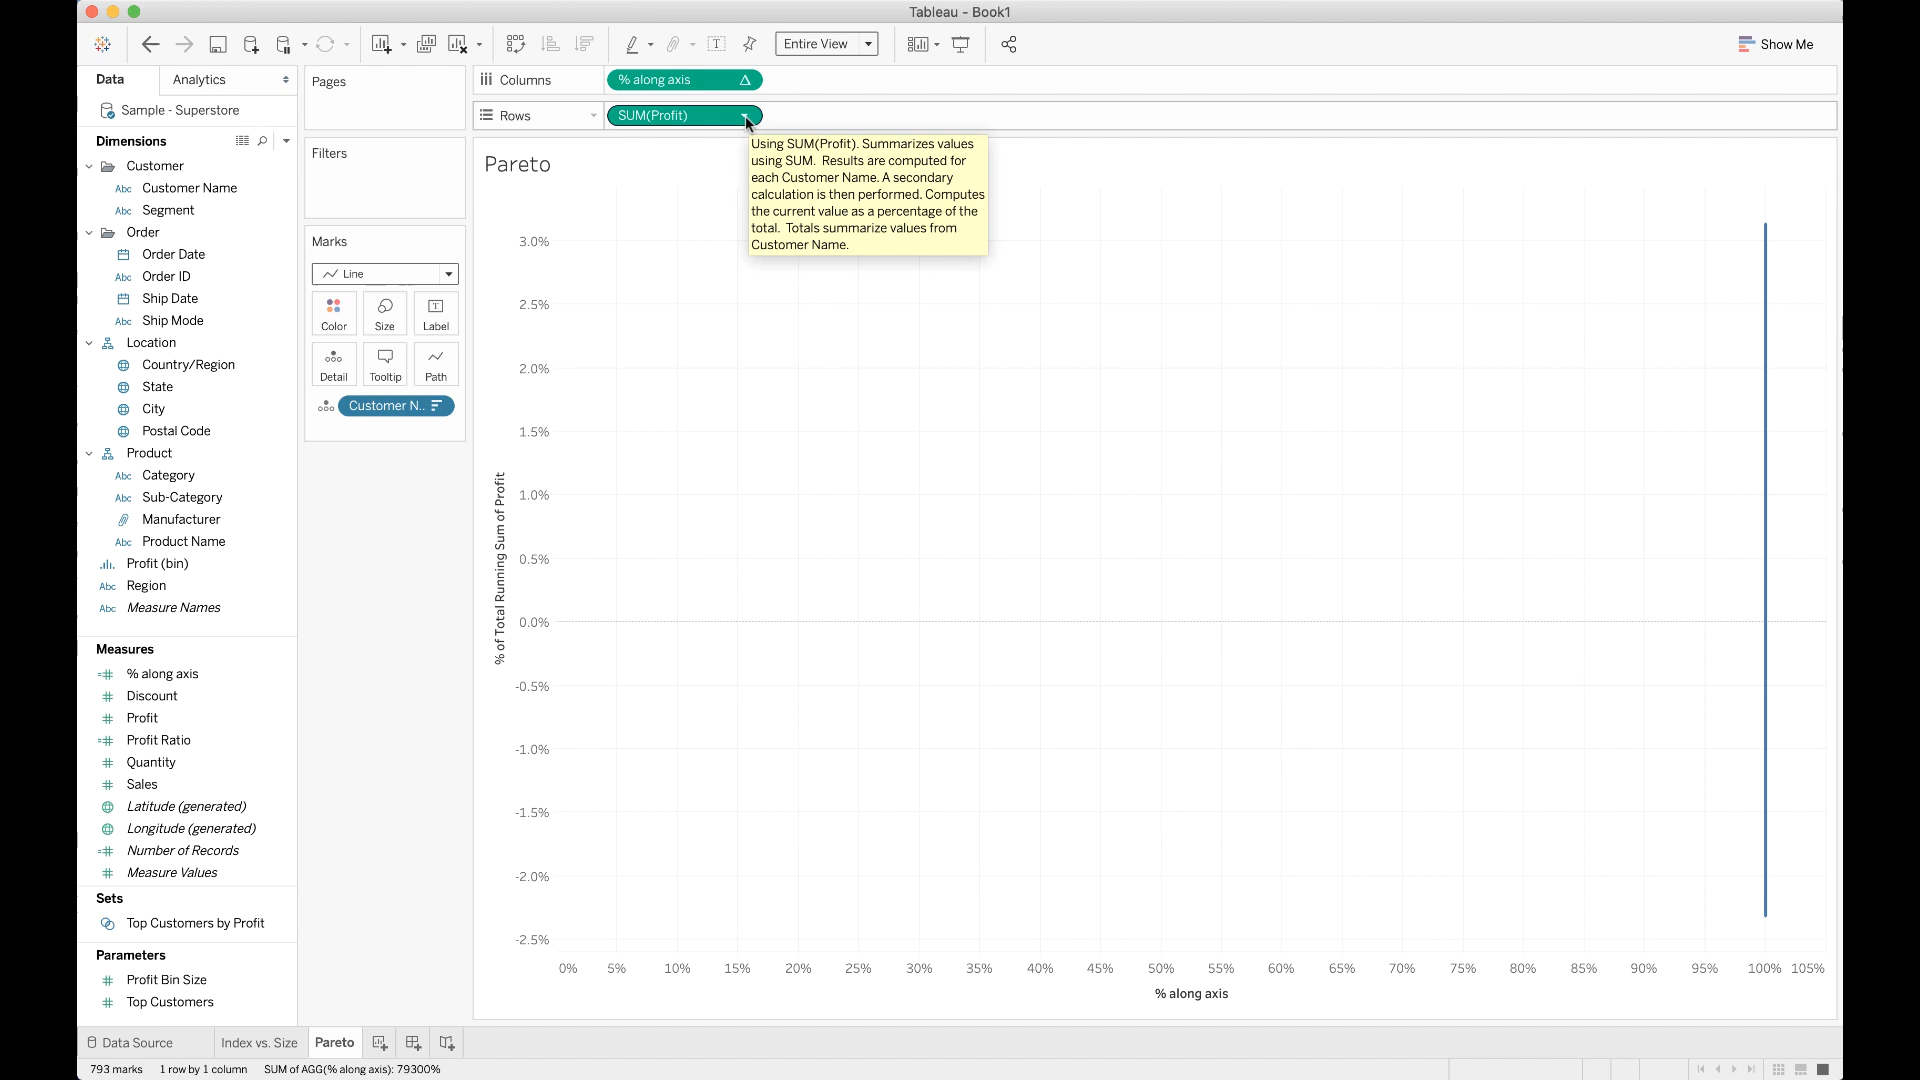 Tableau - Book1
Entire View
Show Me
Data
Analytics
Sample - Superstore
Dimensions
Customer
Abc Customer Name
Abc Segment
Order
Order Date
Abc Order ID
Ship Date
Abc Ship Mode
Location
Country/Region
State
City
Postal Code
Product
Abc Category
Abc Sub-Category
Manufacturer
Abc Product Name
Profit (bin)
Abc Region
Abc Measure Names
Measures
=# % along axis
# Discount
# Profit
=# Profit Ratio
# Quantity
# Sales
Latitude (generated)
Longitude (generated)
=# Number of Records
# Measure Values
Sets
Top Customers by Profit
Parameters
# Profit Bin Size
# Top Customers
Pages
Filters
Marks
Line
Color
Size
Label
Detail
Tooltip
Path
Customer N..
Columns
% along axis
Rows
SUM(Profit)
Using SUM(Profit). Summarizes values
using SUM. Results are computed for
each Customer Name. A secondary
calculation is then performed. Computes
the current value as a percentage of the
total. Totals summarize values from
Customer Name.
Pareto
% of Total Running Sum of Profit
3.0%
2.5%
2.0%
1.5%
1.0%
0.5%
0.0%
-0.5%
-1.0%
-1.5%
-2.0%
-2.5%
0% 5% 10% 15% 20% 25% 30% 35% 40% 45% 50% 55% 60% 65% 70% 75% 80% 85% 90% 95% 100% 105%
% along axis
Data Source
Index vs. Size
Pareto
793 marks
1 row by 1 column
SUM of AGG(% along axis): 79300%